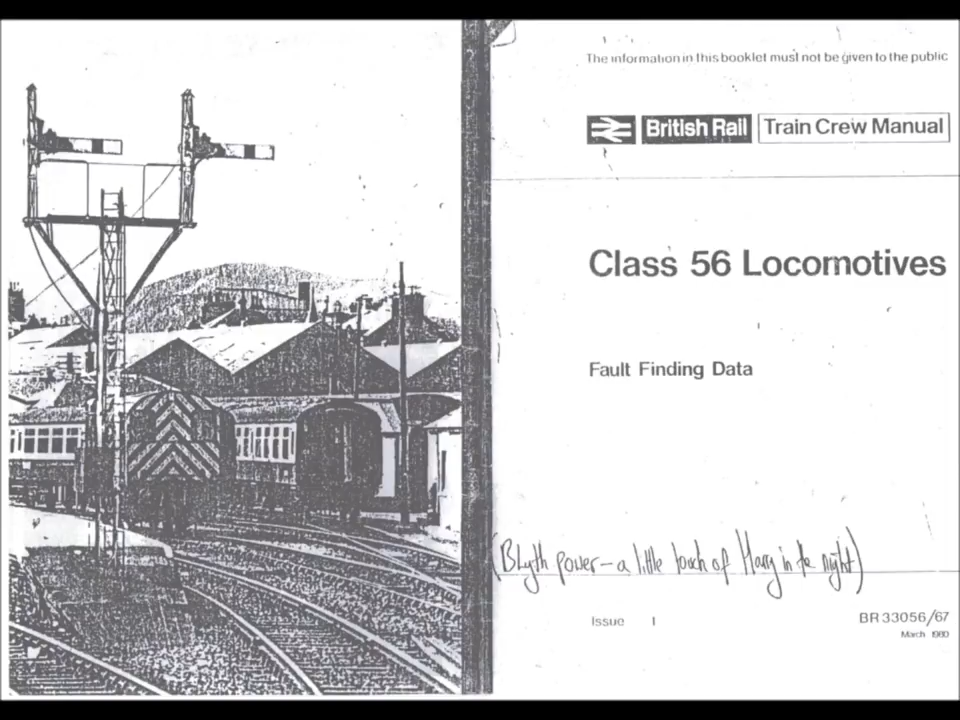 The information in this booklet must not be given to the public
British Rail Train Crew Manual
Class 56 Locomotives
Fault Finding Data
(Blyth power - a little touch of Harry in the night)
Issue 1
BR 33056/67
March 1980